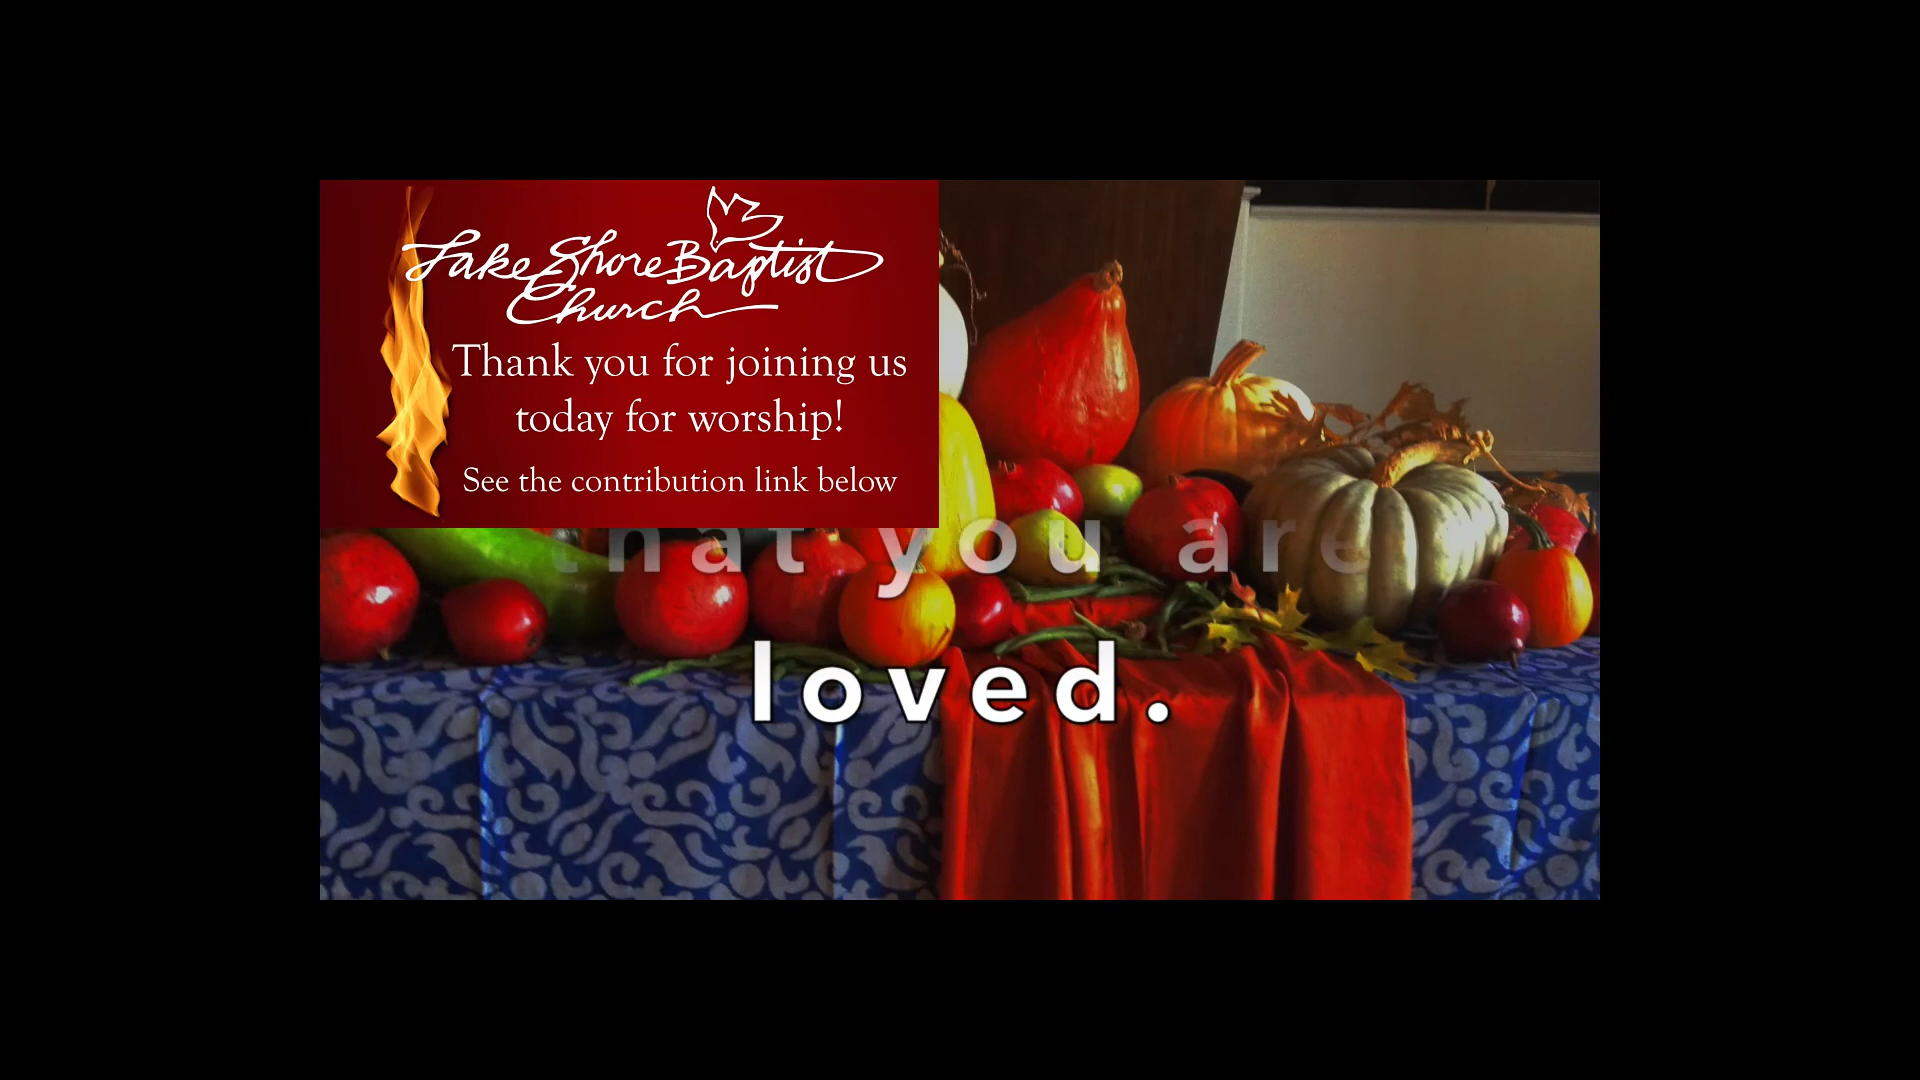 Lake Shore Baptist
Church
Thank you for joining us
today for worship!
See the contribution link below
that you are
loved.